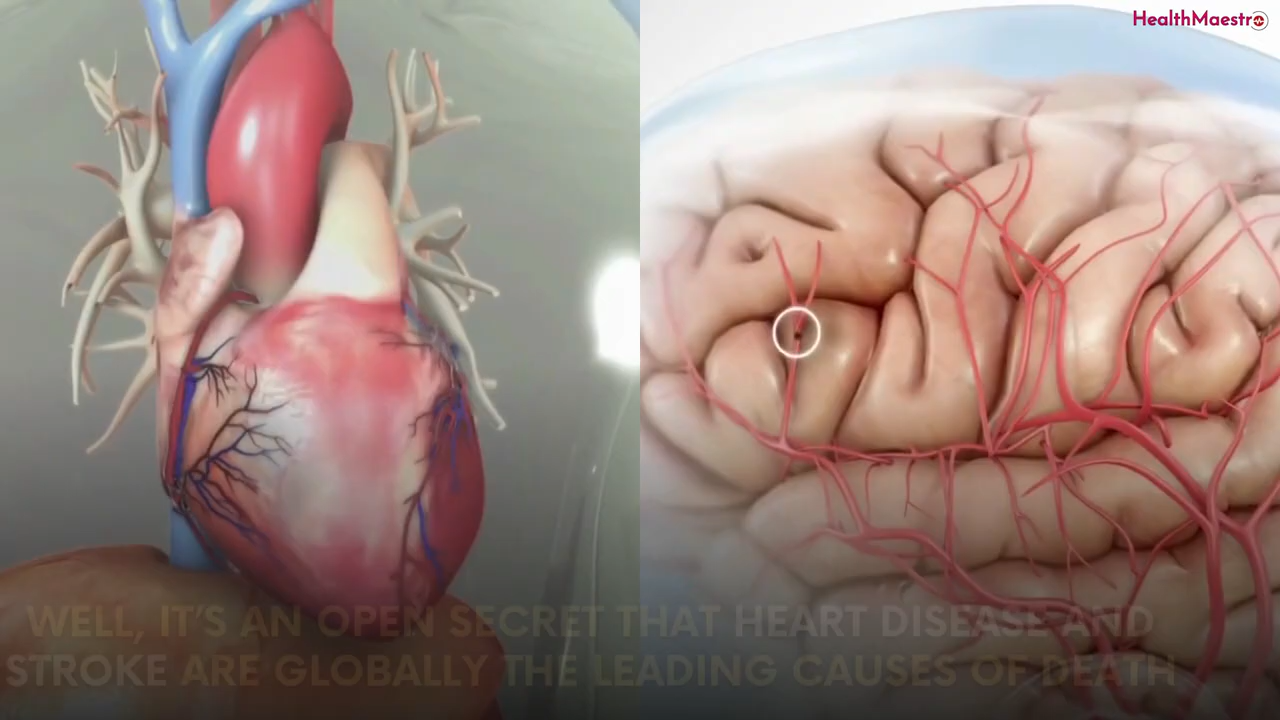 HealthMaestro
WELL, IT'S AN OPEN SECRET THAT HEART DISEASE AND
STROKE ARE GLOBALLY THE LEADING CAUSES OF DEATH